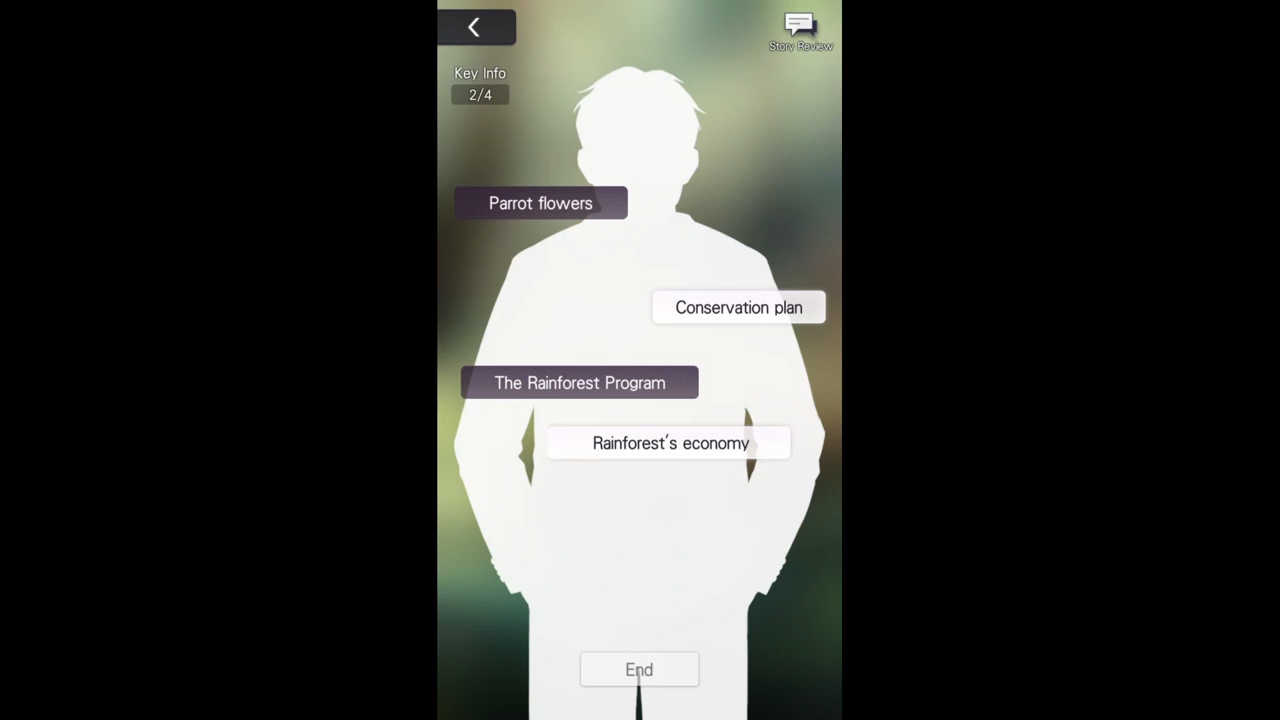 Story Review
Key Info
2/4
Parrot flowers
Conservation plan
The Rainforest Program
Rainforest's economy
End